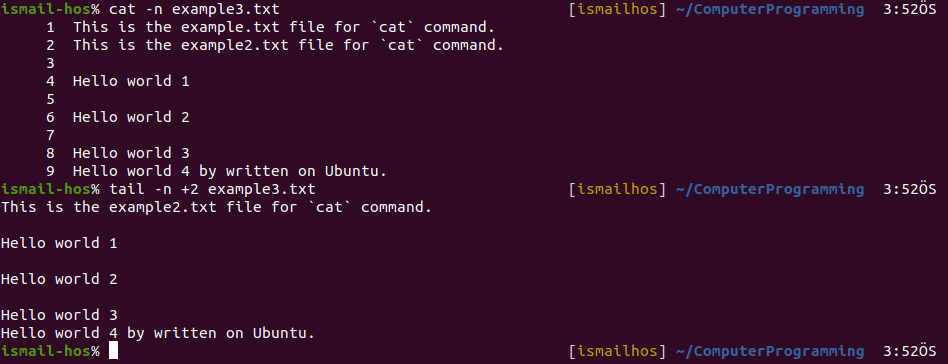 ismail-hos% cat -n example3.txt [ismailhos] ~/ComputerProgramming 3:52ÖS
1 This is the example.txt file for `cat` command.
2 This is the example2.txt file for `cat` command.
3
4 Hello world 1
5
6 Hello world 2
7
8 Hello world 3
9 Hello world 4 by written on Ubuntu.
ismail-hos% tail -n +2 example3.txt [ismailhos] ~/ComputerProgramming 3:52ÖS
This is the example2.txt file for `cat` command.
Hello world 1
Hello world 2
Hello world 3
Hello world 4 by written on Ubuntu.
ismail-hos% [ismailhos] ~/ComputerProgramming 3:52ÖS